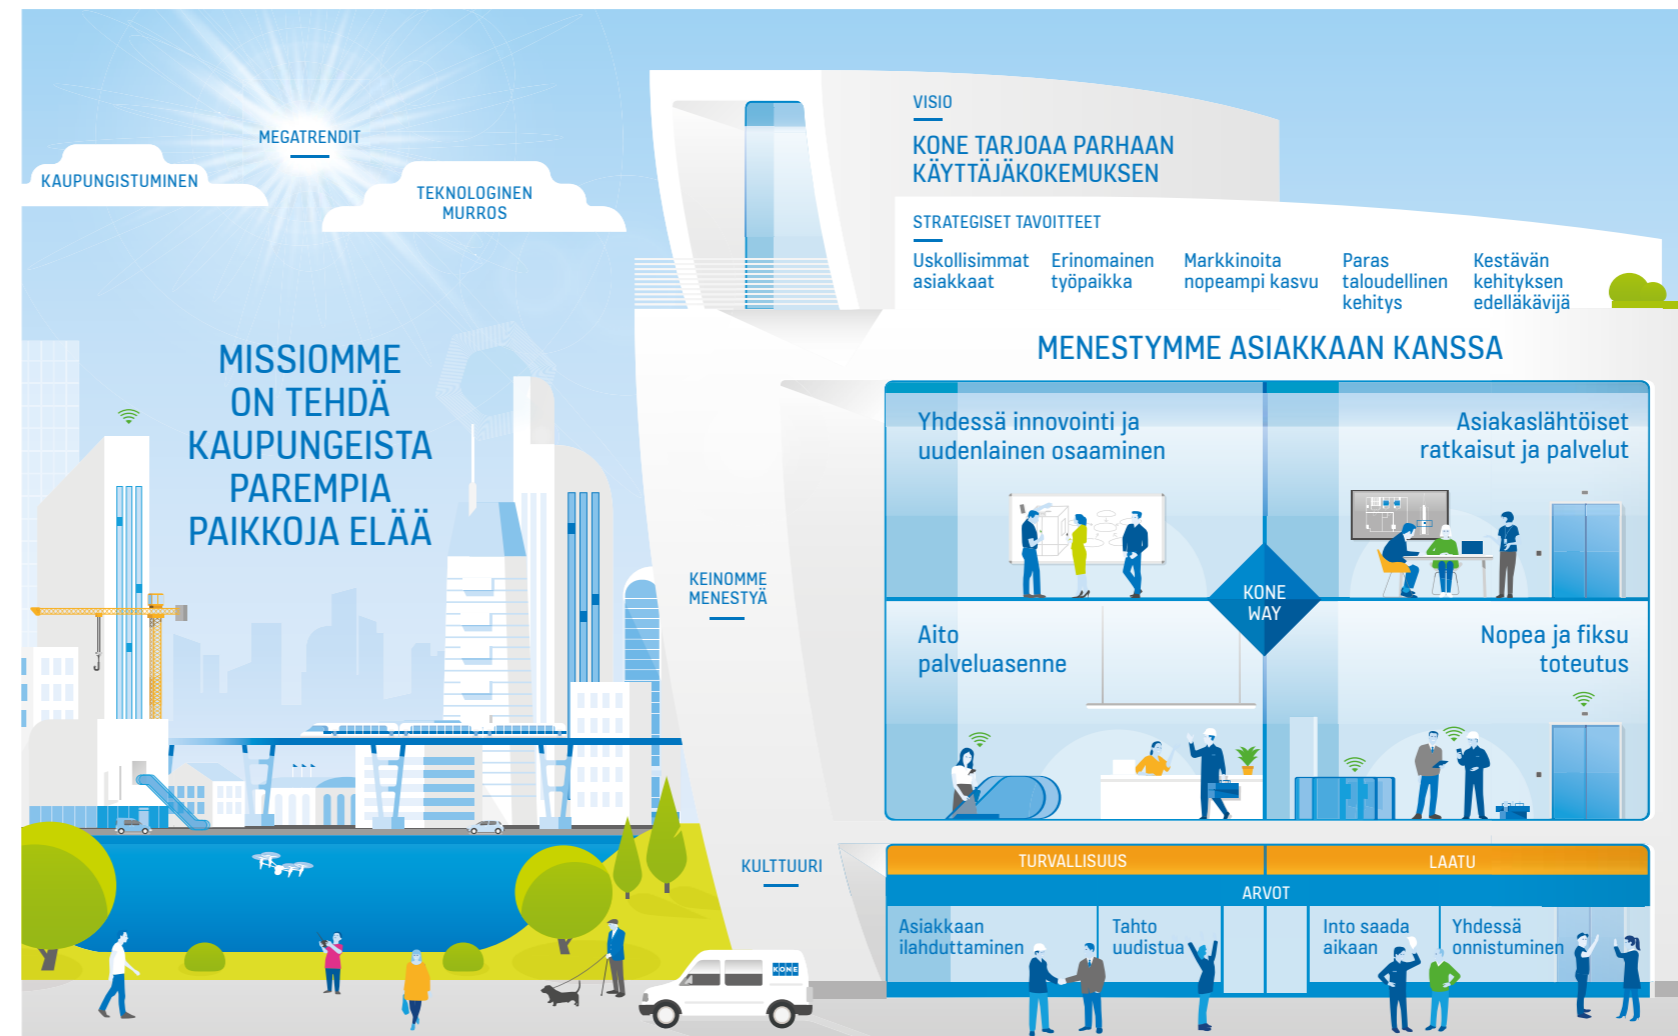 MEGATRENDIT
KAUPUNGISTUMINEN
TEKNOLOGINEN
MURROS
MISSIOMME
ON TEHDÄ
KAUPUNGEISTA
PAREMPIA
PAIKKOJA ELÄÄ
VISIO
KONE TARJOAA PARHAAN
KÄYTTÄJÄKOKEMUKSEN
STRATEGISET TAVOITTEET
Uskollisimmat
asiakkaat
Erinomainen
työpaikka
Markkinoita
nopeampi kasvu
Paras
taloudellinen
kehitys
Kestävän
kehityksen
edelläkävijä
KEINOMME
MENESTYÄ
MENESTYMME ASIAKKAAN KANSSA
Yhdessä innovointi ja
uudenlainen osaaminen
Asiakaslähtöiset
ratkaisut ja palvelut
KONE
WAY
Aito
palveluasenne
Nopea ja fiksu
toteutus
KULTTUURI
TURVALLISUUS
LAATU
ARVOT
Asiakkaan
ilahduttaminen
Tahto
uudistua
Into saada
aikaan
Yhdessä
onnistuminen
KONE